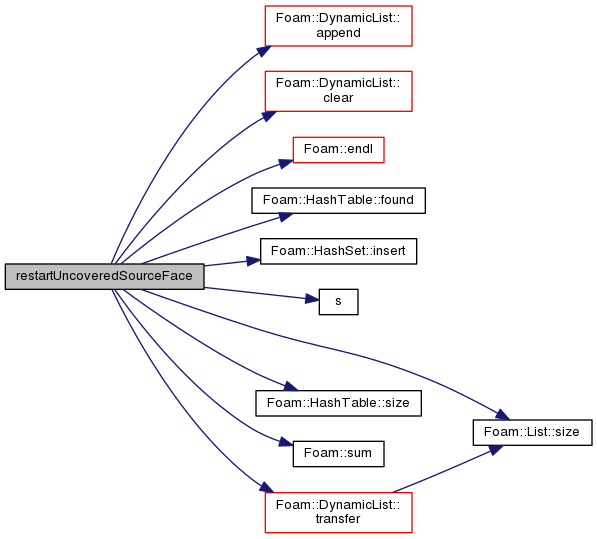 Foam::DynamicList::
append
Foam::DynamicList::
clear
Foam::endl
Foam::HashTable::found
Foam::HashSet::insert
restartUncoveredSourceFace
s
Foam::HashTable::size
Foam::List::size
Foam::sum
Foam::DynamicList::
transfer